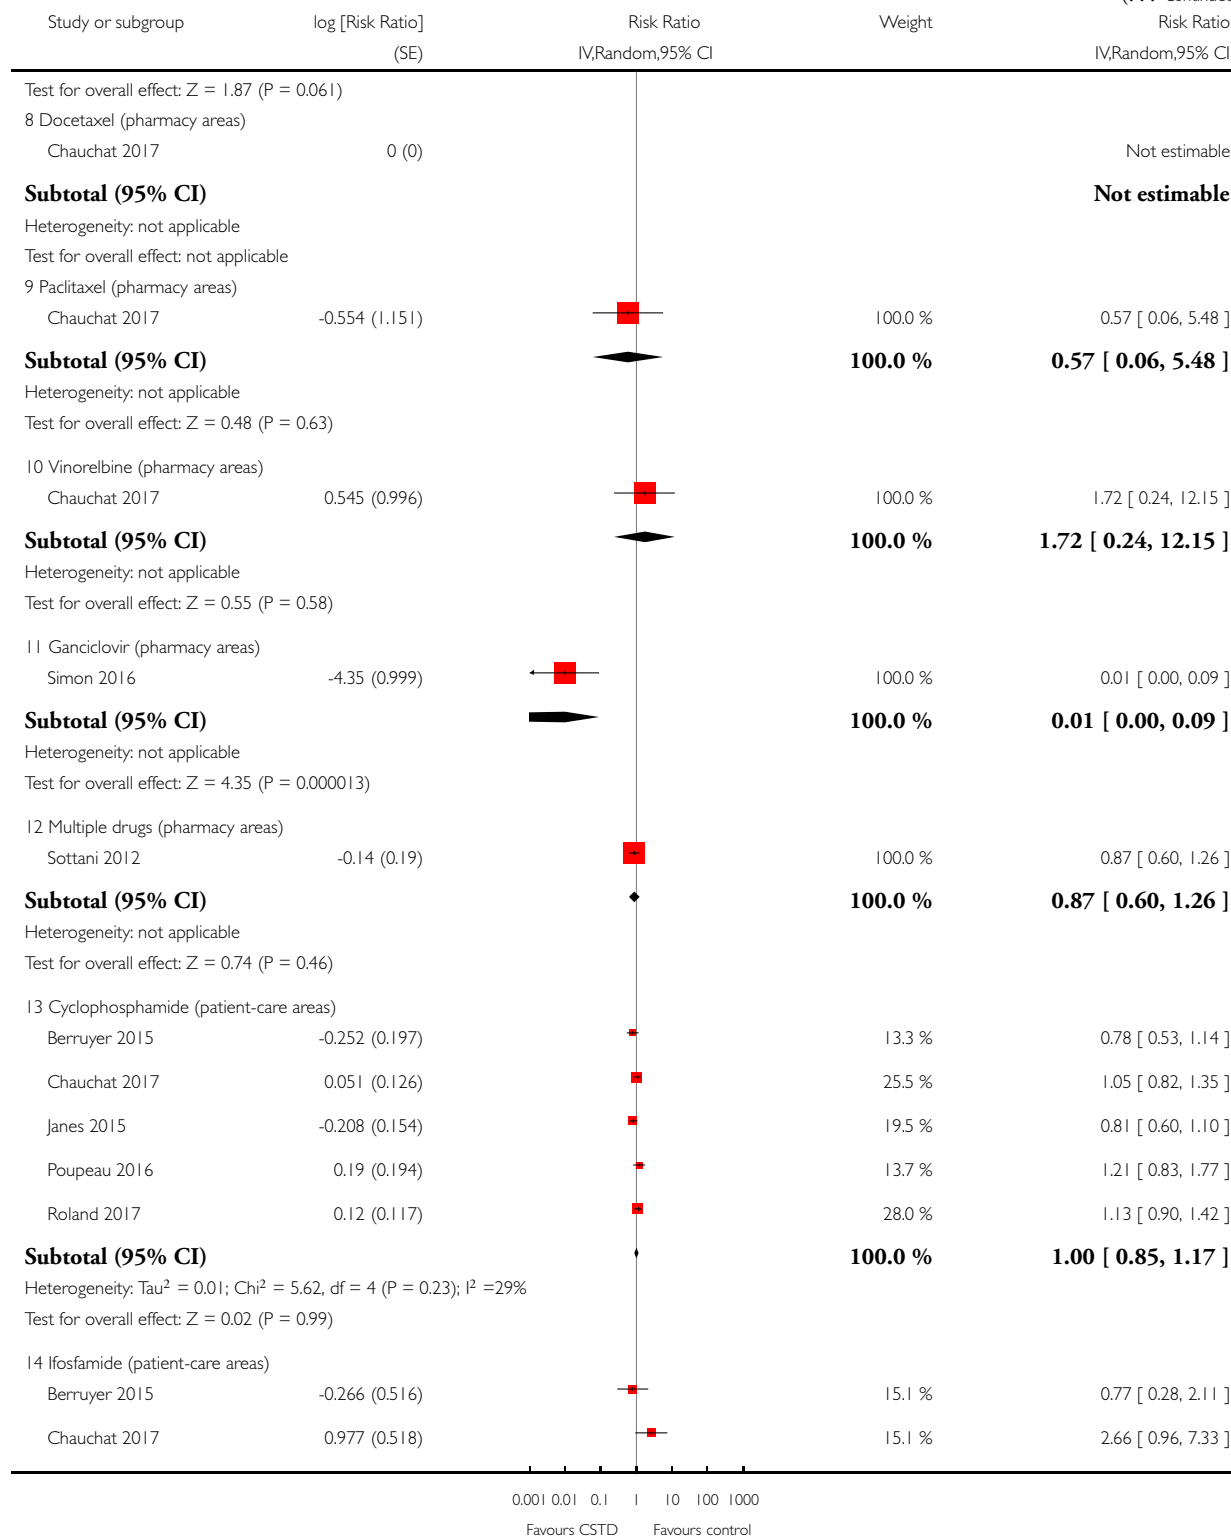 Study or subgroup log [Risk Ratio] Risk Ratio Weight Risk Ratio
(SE) IV,Random,95% CI IV,Random,95% CI
Test for overall effect: Z = 1.87 (P = 0.061)
8 Docetaxel (pharmacy areas)
Chauchat 2017 0 (0) Not estimable
Subtotal (95% CI) Not estimable
Heterogeneity: not applicable
Test for overall effect: not applicable
9 Paclitaxel (pharmacy areas)
Chauchat 2017 -0.554 (1.151) 100.0 % 0.57 [ 0.06, 5.48 ]
Subtotal (95% CI) 100.0 % 0.57 [ 0.06, 5.48 ]
Heterogeneity: not applicable
Test for overall effect: Z = 0.48 (P = 0.63)
10 Vinorelbine (pharmacy areas)
Chauchat 2017 0.545 (0.996) 100.0 % 1.72 [ 0.24, 12.15 ]
Subtotal (95% CI) 100.0 % 1.72 [ 0.24, 12.15 ]
Heterogeneity: not applicable
Test for overall effect: Z = 0.55 (P = 0.58)
11 Ganciclovir (pharmacy areas)
Simon 2016 -4.35 (0.999) 100.0 % 0.01 [ 0.00, 0.09 ]
Subtotal (95% CI) 100.0 % 0.01 [ 0.00, 0.09 ]
Heterogeneity: not applicable
Test for overall effect: Z = 4.35 (P = 0.000013)
12 Multiple drugs (pharmacy areas)
Sottani 2012 -0.14 (0.19) 100.0 % 0.87 [ 0.60, 1.26 ]
Subtotal (95% CI) 100.0 % 0.87 [ 0.60, 1.26 ]
Heterogeneity: not applicable
Test for overall effect: Z = 0.74 (P = 0.46)
13 Cyclophosphamide (patient-care areas)
Berruyer 2015 -0.252 (0.197) 13.3 % 0.78 [ 0.53, 1.14 ]
Chauchat 2017 0.051 (0.126) 25.5 % 1.05 [ 0.82, 1.35 ]
Janes 2015 -0.208 (0.154) 19.5 % 0.81 [ 0.60, 1.10 ]
Poupeau 2016 0.19 (0.194) 13.7 % 1.21 [ 0.83, 1.77 ]
Roland 2017 0.12 (0.117) 28.0 % 1.13 [ 0.90, 1.42 ]
Subtotal (95% CI) 100.0 % 1.00 [ 0.85, 1.17 ]
Heterogeneity: Tau² = 0.01; Chi² = 5.62, df = 4 (P = 0.23); I² =29%
Test for overall effect: Z = 0.02 (P = 0.99)
14 Ifosfamide (patient-care areas)
Berruyer 2015 -0.266 (0.516) 15.1 % 0.77 [ 0.28, 2.11 ]
Chauchat 2017 0.977 (0.518) 15.1 % 2.66 [ 0.96, 7.33 ]
0.001 0.01 0.1 1 10 100 1000
Favours CSTD Favours control